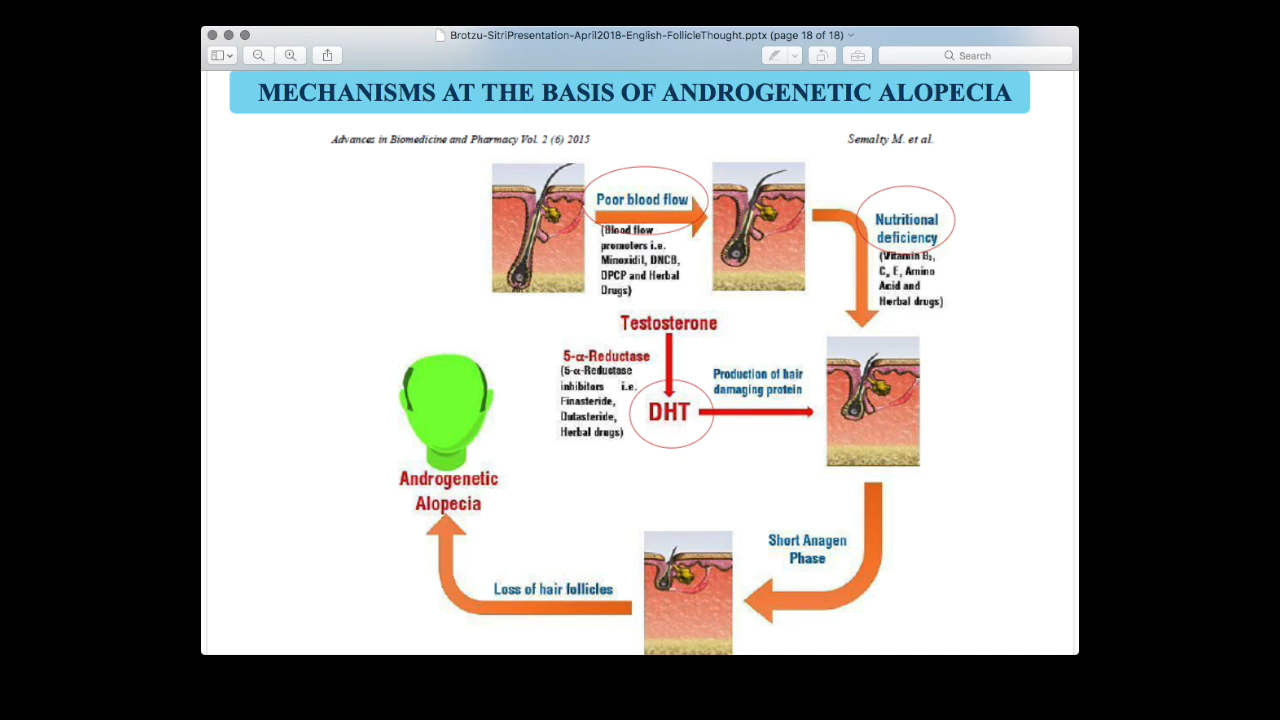 Brotzu-SitriPresentation-April2018-English-FollicleThought.pptx (page 18 of 18)
Search
MECHANISMS AT THE BASIS OF ANDROGENETIC ALOPECIA
Advances in Biomedicine and Pharmacy Vol. 2 (6) 2015
Semalty M. et al.
Poor blood flow
(Blood flow
promoters i.e.
Minoxidil, DNCB,
DPCP and Herbal
Drugs)
Nutritional
deficiency
(Vitamin B₃,
C, E, Amino
Acid and
Herbal drugs)
Testosterone
5-α-Reductase
(5-α-Reductase
inhibitors i.e.
Finasteride,
Dutasteride,
Herbal drugs)
DHT
Production of hair
damaging protein
Androgenetic
Alopecia
Short Anagen
Phase
Loss of hair follicles